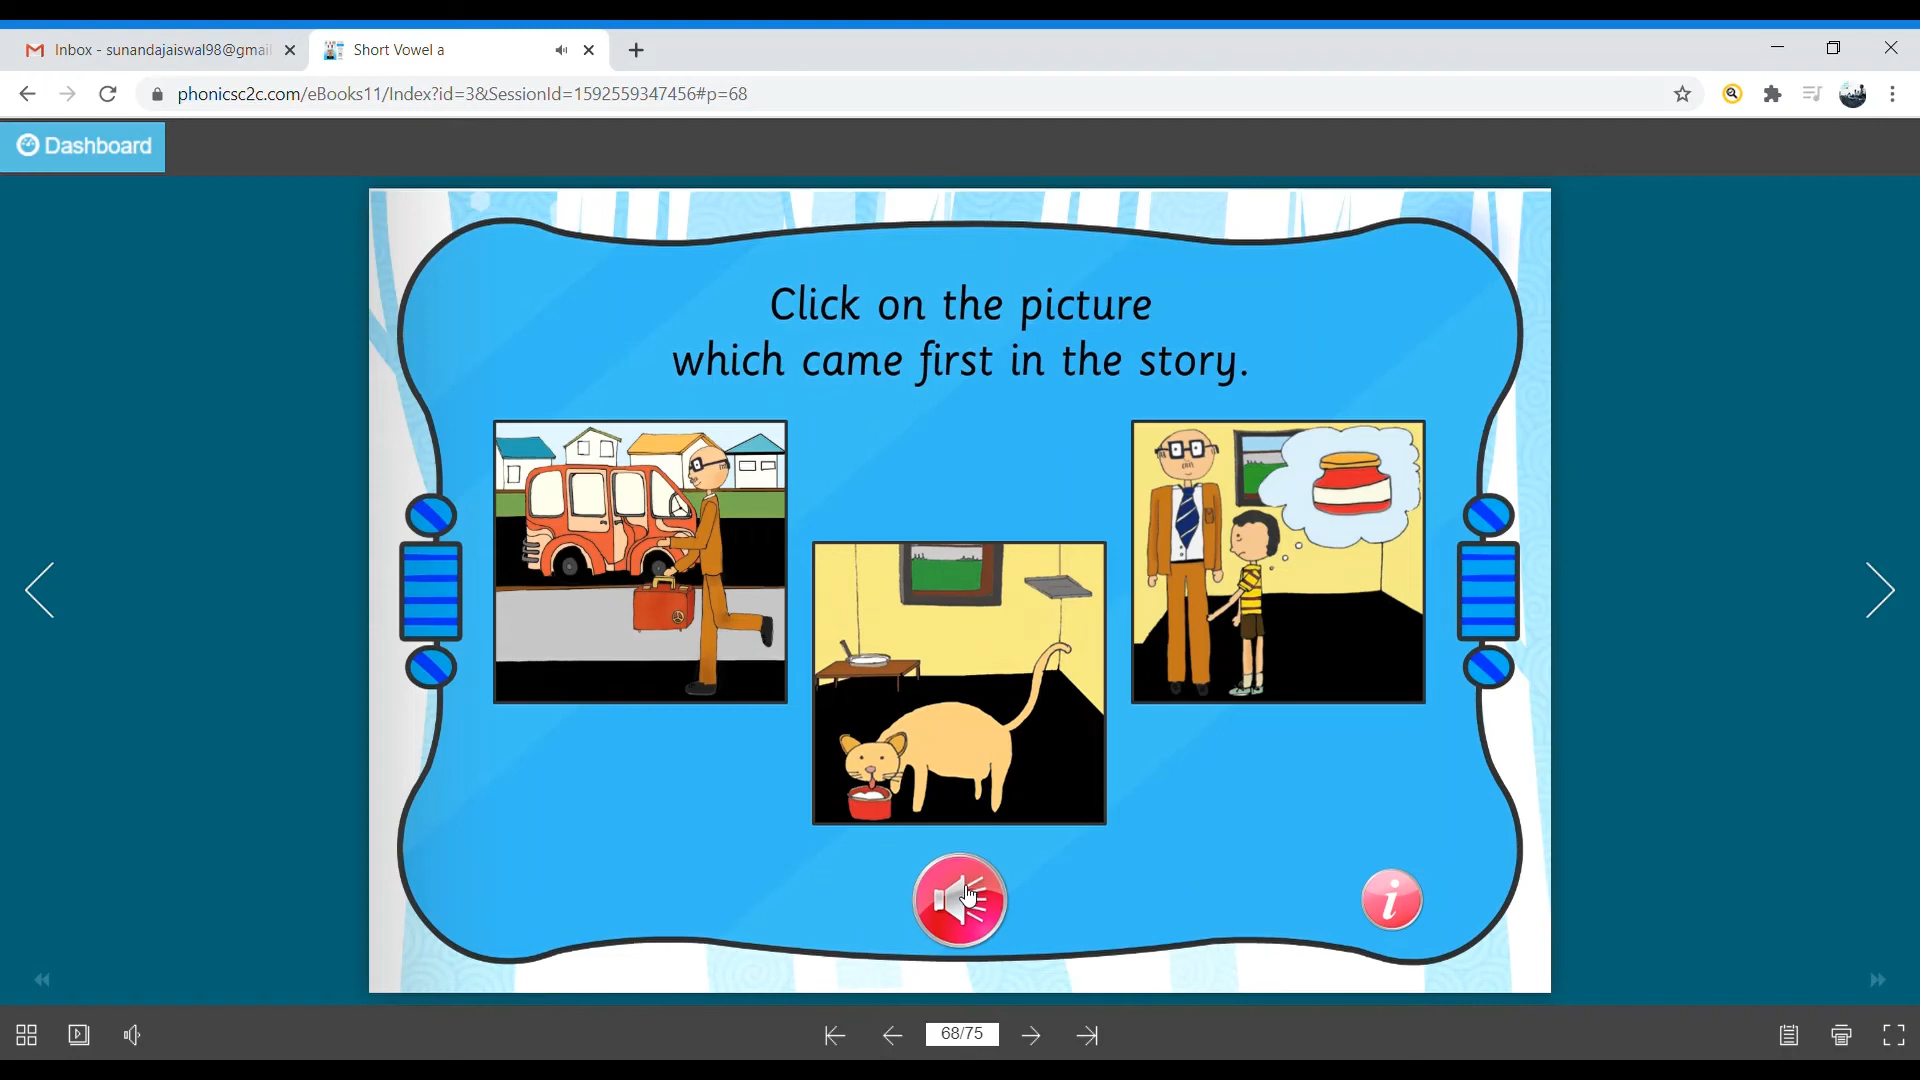 Inbox - sunandajaiswal98@gmai
Short Vowel a
phonicsc2c.com/eBooks11/Index?id=3&SessionId=1592559347456#p=68
Dashboard
Click on the picture
which came first in the story.
i
68/75